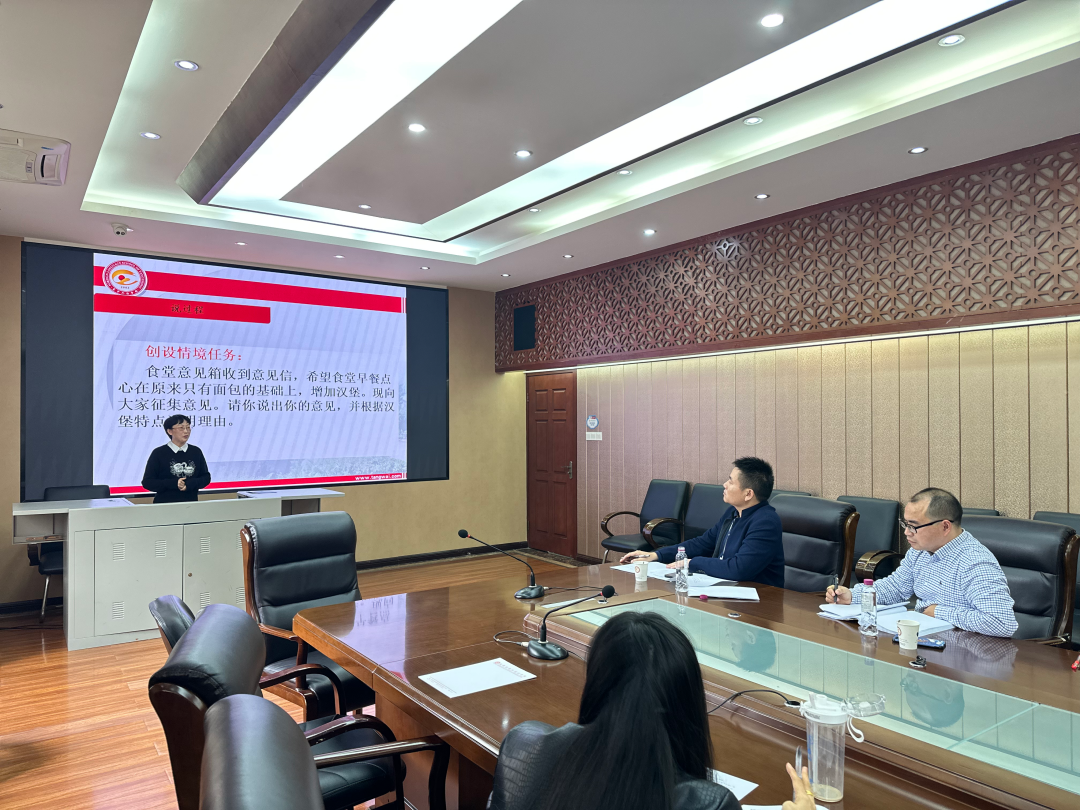 创设情境任务：
食堂意见箱收到意见信，希望食堂早餐点
心在原来只有面包的基础上，增加汉堡。现向
大家征集意见。请你说出你的意见，并根据汉
堡特点 明理由。